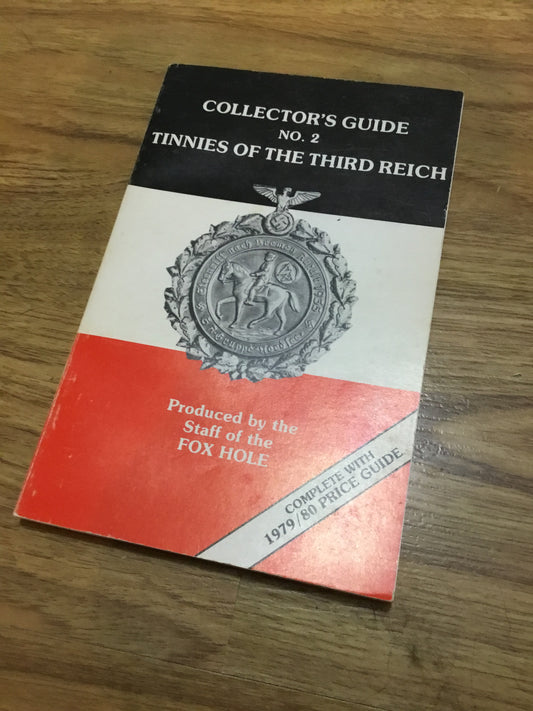 COLLECTOR'S GUIDE
NO. 2
TINNIES OF THE THIRD REICH
Produced by the
Staff of the
FOX HOLE
COMPLETE WITH
1979/80 PRICE GUIDE